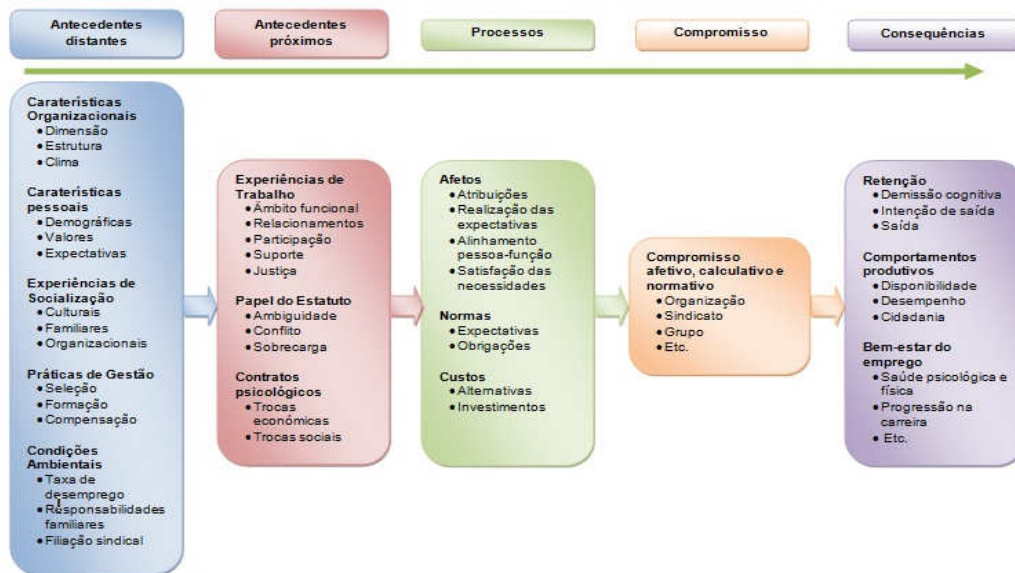 Antecedentes
distantes
Antecedentes
próximos
Processos
Compromisso
Consequências
Caraterísticas
Organizacionais
• Dimensão
• Estrutura
• Clima
Caraterísticas
pessoais
• Demográficas
• Valores
• Expectativas
Experiências de
Socialização
• Culturais
• Familiares
• Organizacionais
Práticas de Gestão
• Seleção
• Formação
• Compensação
Condições
Ambientais
• Taxa de
desemprego
• Responsabilidades
familiares
• Filiação sindical
Experiências de
Trabalho
• Âmbito funcional
• Relacionamentos
• Participação
• Suporte
• Justiça
Papel do Estatuto
• Ambiguidade
• Conflito
• Sobrecarga
Contratos
psicológicos
• Trocas
económicas
• Trocas sociais
Afetos
• Atribuições
• Realização das
expectativas
• Alinhamento
pessoa-função
• Satisfação das
necessidades
Normas
• Expectativas
• Obrigações
Custos
• Alternativas
• Investimentos
Compromisso
afetivo, calculativo e
normativo
• Organização
• Sindicato
• Grupo
• Etc.
Retenção
• Demissão cognitiva
• Intenção de saída
• Saída
Comportamentos
produtivos
• Disponibilidade
• Desempenho
• Cidadania
Bem-estar do
emprego
• Saúde psicológica e
física
• Progressão na
carreira
• Etc.